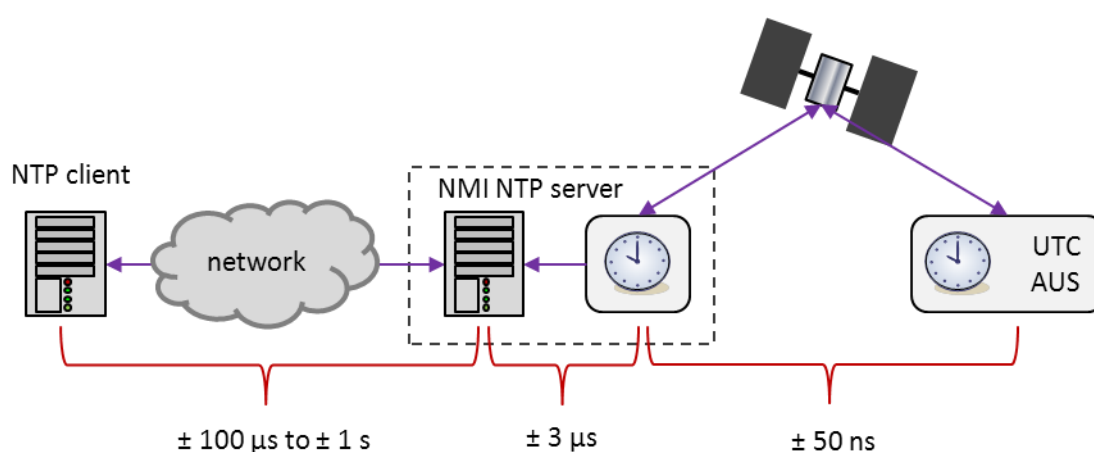 NTP client
NMI NTP server
network
UTC
AUS
± 100 µs to ± 1 s
± 3 µs
± 50 ns